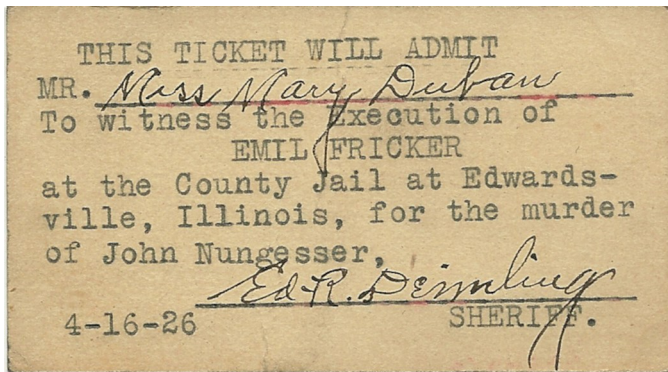 THIS TICKET WILL ADMIT
MR. Miss Mary Duban
To witness the Execution of
EMIL FRICKER
at the County Jail at Edwards-
ville, Illinois, for the murder
of John Nungesser,
Ed. R. Deimling
4-16-26 SHERIFF.